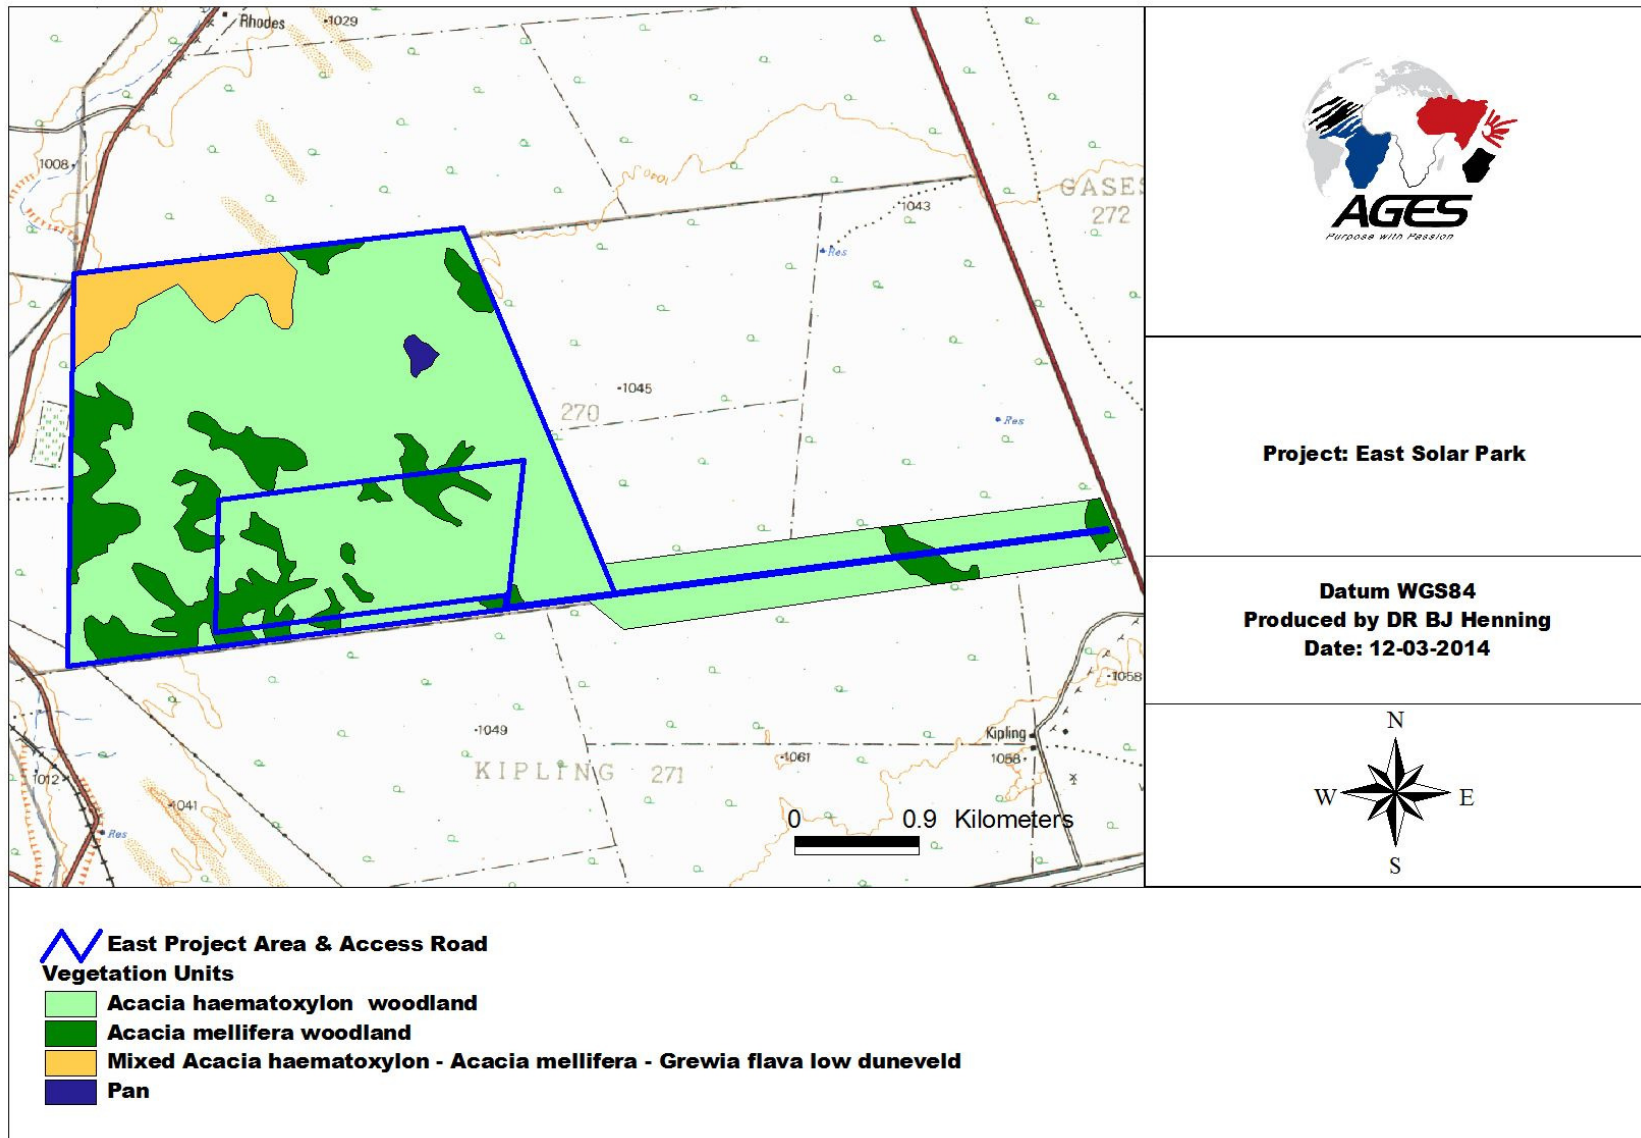 Rhodes
1029
1008
1040
1043
GASES
272
Res
1045
270
Res
1049
KIPLING 271
1061
Kipling
1058
1058
1012
1041
Res
0 0.9 Kilometers
AGES
Purpose with Passion
Project: East Solar Park
Datum WGS84
Produced by DR BJ Henning
Date: 12-03-2014
N
W E
S
East Project Area & Access Road
Vegetation Units
Acacia haematoxylon woodland
Acacia mellifera woodland
Mixed Acacia haematoxylon - Acacia mellifera - Grewia flava low duneveld
Pan